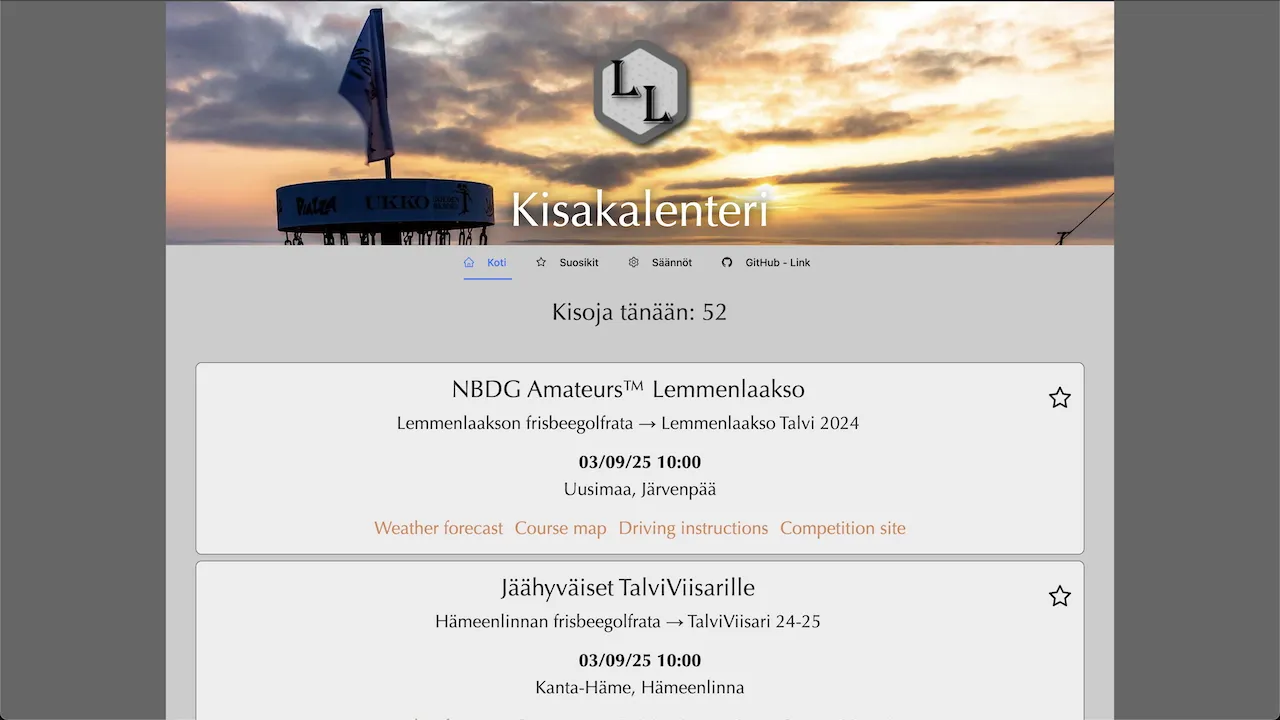 L
L
PIAZZA
UKKO
Kisakalenteri
Koti
Suosikit
Säännöt
GitHub - Link
Kisoja tänään: 52
NBDG Amateurs™ Lemmenlaakso
Lemmenlaakson frisbeegolfrata → Lemmenlaakso Talvi 2024
03/09/25 10:00
Uusimaa, Järvenpää
Weather forecast Course map Driving instructions Competition site
Jäähyväiset TalviViisarille
Hämeenlinnan frisbeegolfrata → TalviViisari 24-25
03/09/25 10:00
Kanta-Häme, Hämeenlinna